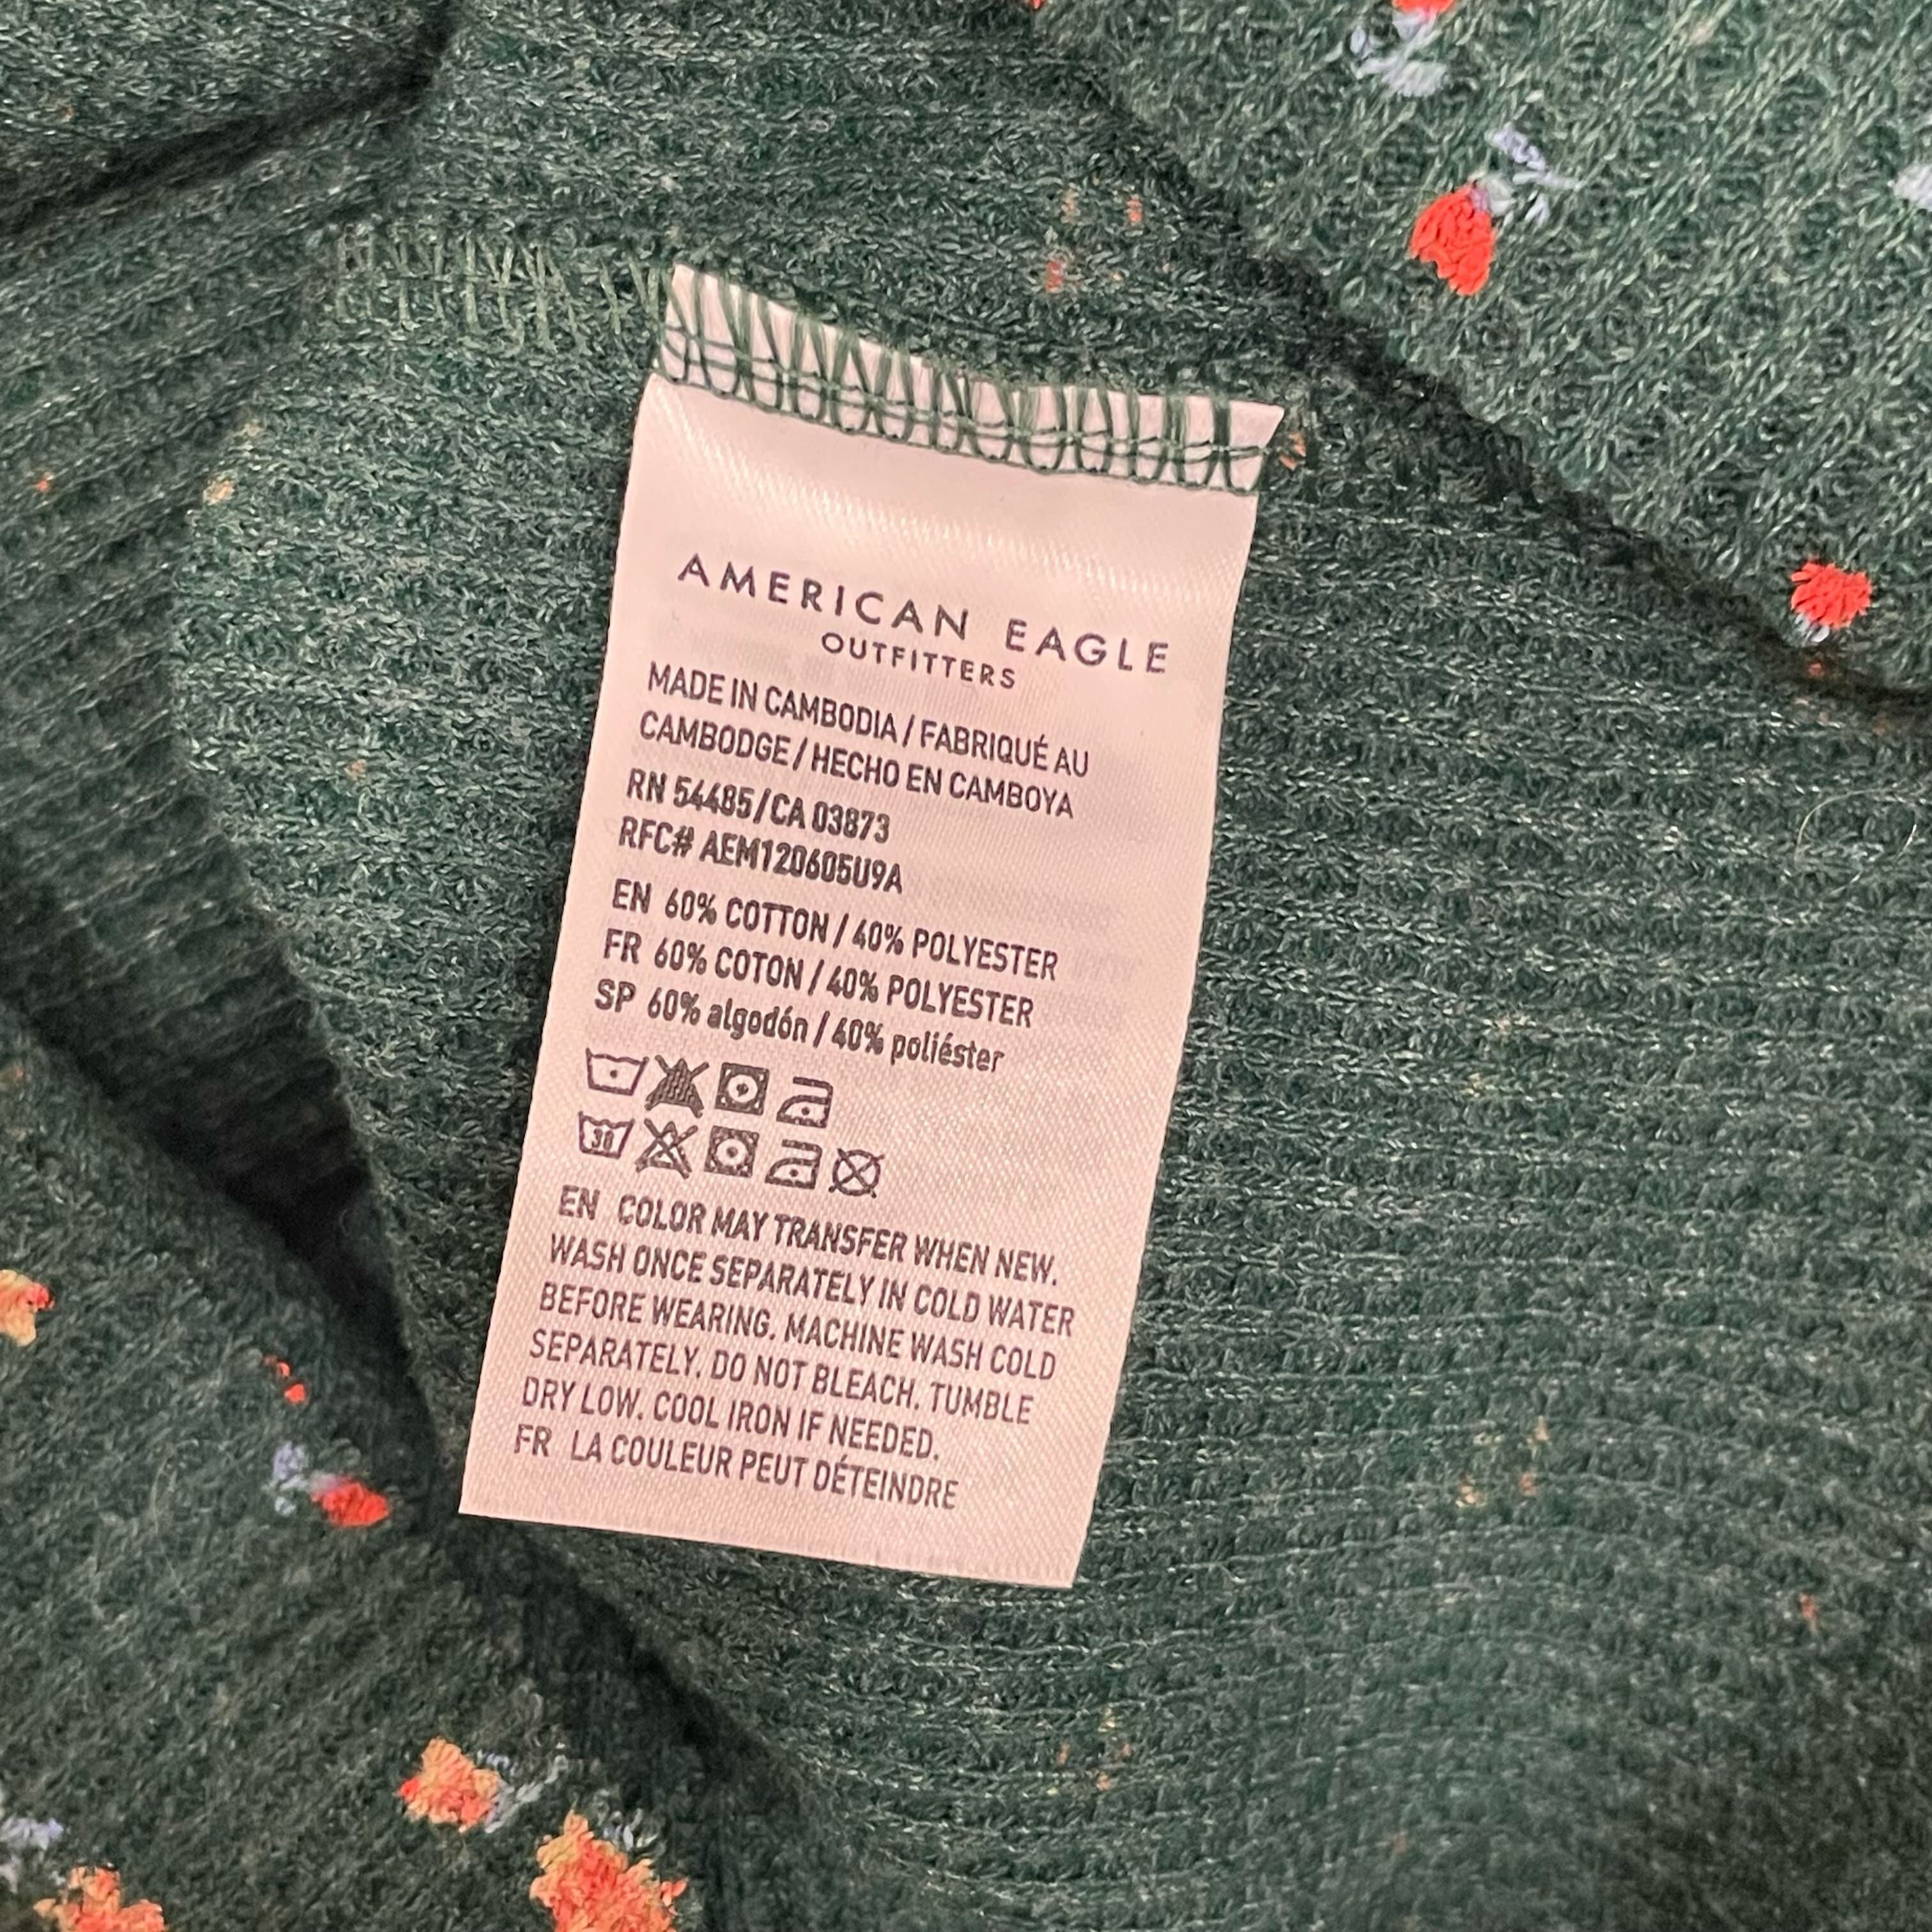 AMERICAN EAGLE
OUTFITTERS
MADE IN CAMBODIA / FABRIQUÉ AU
CAMBODGE / HECHO EN CAMBOYA
RN 54485/CA 03873
RFC# AEM120605U9A
EN 60% COTTON / 40% POLYESTER
FR 60% COTON / 40% POLYESTER
SP 60% algodón / 40% poliéster
30
EN COLOR MAY TRANSFER WHEN NEW.
WASH ONCE SEPARATELY IN COLD WATER
BEFORE WEARING. MACHINE WASH COLD
SEPARATELY. DO NOT BLEACH. TUMBLE
DRY LOW. COOL IRON IF NEEDED.
FR LA COULEUR PEUT DÉTEINDRE